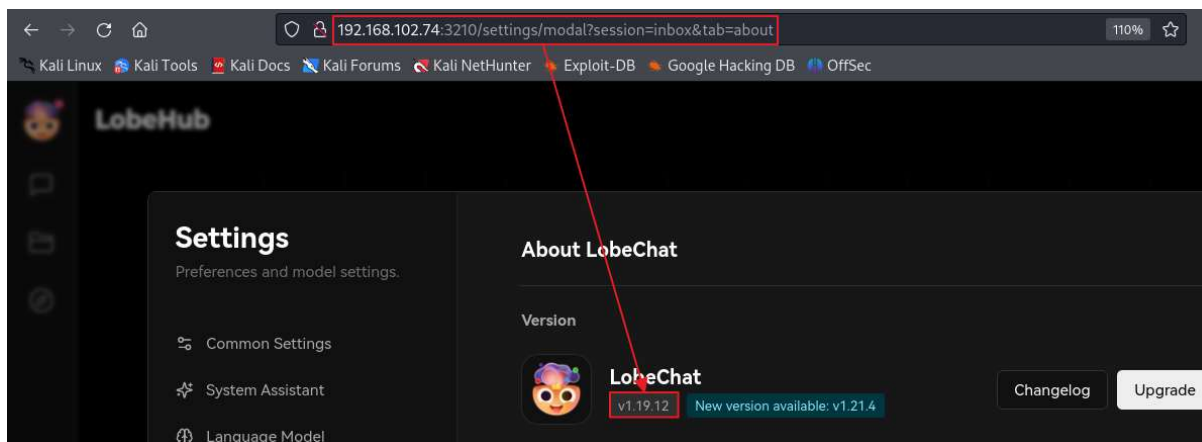 192.168.102.74:3210/settings/modal?session=inbox&tab=about
110%
Kali Linux Kali Tools Kali Docs Kali Forums Kali NetHunter Exploit-DB Google Hacking DB OffSec
LobeHub
Settings
Preferences and model settings.
Common Settings
System Assistant
Language Model
About LobeChat
Version
LobeChat
v1.19.12 New version available: v1.21.4
Changelog Upgrade